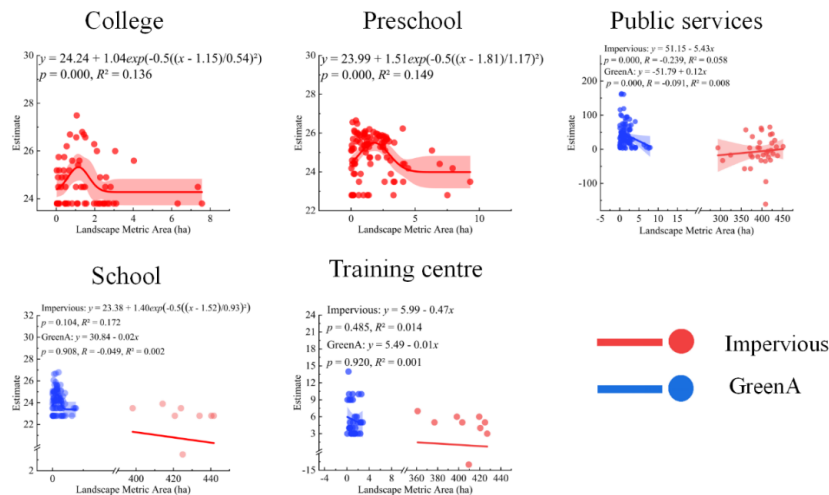 College
y = 24.24 + 1.04exp(-0.5((x - 1.15)/0.54)²)
p = 0.000, R² = 0.136
30
28
26
24
0
2
4
6
8
Estimate
Landscape Metric Area (ha)
Preschool
y = 23.99 + 1.51exp(-0.5((x - 1.81)/1.17)²)
p = 0.000, R² = 0.149
30
28
26
24
22
0
5
10
Estimate
Landscape Metric Area (ha)
Public services
Impervious: y = 51.15 - 5.43x
p = 0.000, R = -0.239, R² = 0.058
GreenA: y = -51.79 + 0.12x
p = 0.000, R = -0.091, R² = 0.008
200
100
0
-100
-5 0 5 10 15 300 350 400 450
Estimate
Landscape Metric Area (ha)
School
Impervious: y = 23.38 + 1.40exp(-0.5((x - 1.52)/0.93)²)
p = 0.104, R² = 0.172
GreenA: y = 30.84 - 0.02x
p = 0.908, R = -0.049, R² = 0.002
32
30
28
26
24
22
2
0 10 400 420 440
Estimate
Landscape Metric Area (ha)
Training centre
Impervious: y = 5.99 - 0.47x
p = 0.485, R² = 0.014
GreenA: y = 5.49 - 0.01x
p = 0.920, R² = 0.001
24
21
18
15
12
9
6
3
-15
-4 0 4 8 360 380 400 420 440
Estimate
Landscape Metric Area (ha)
Impervious
GreenA